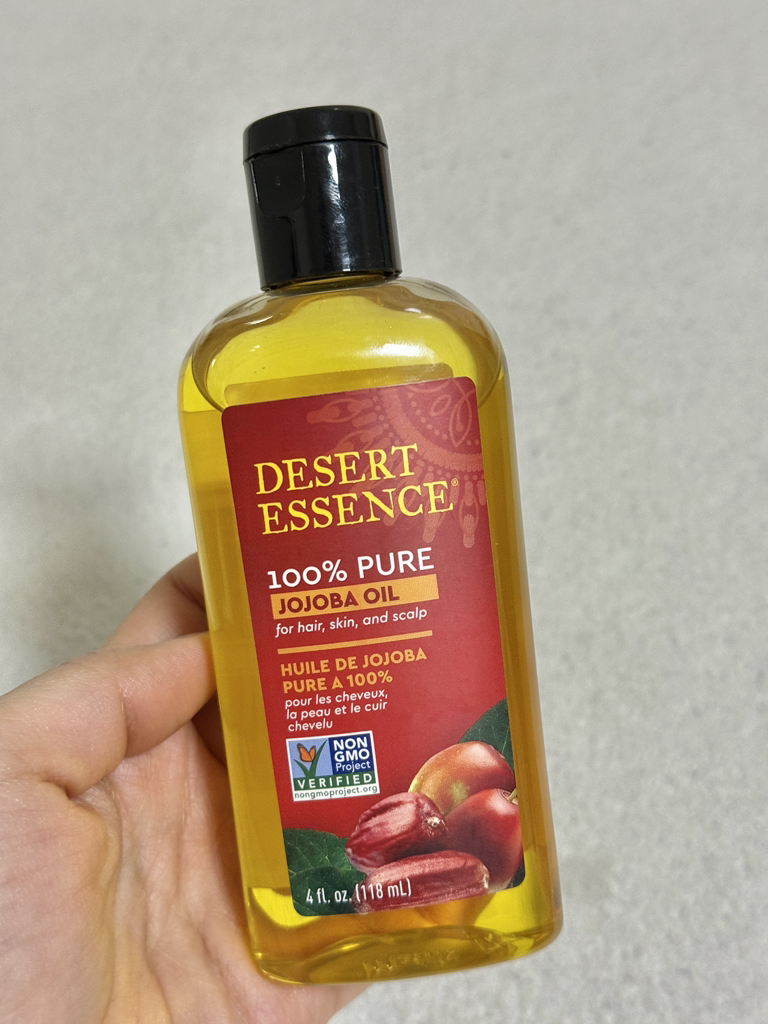 DESERT
ESSENCE®
100% PURE
JOJOBA OIL
for hair, skin, and scalp
HUILE DE JOJOBA
PURE A 100%
pour les cheveux,
la peau et le cuir
chevelu
NON
GMO
Project
VERIFIED
nongmoproject.org
4 fl. oz. (118 mL)